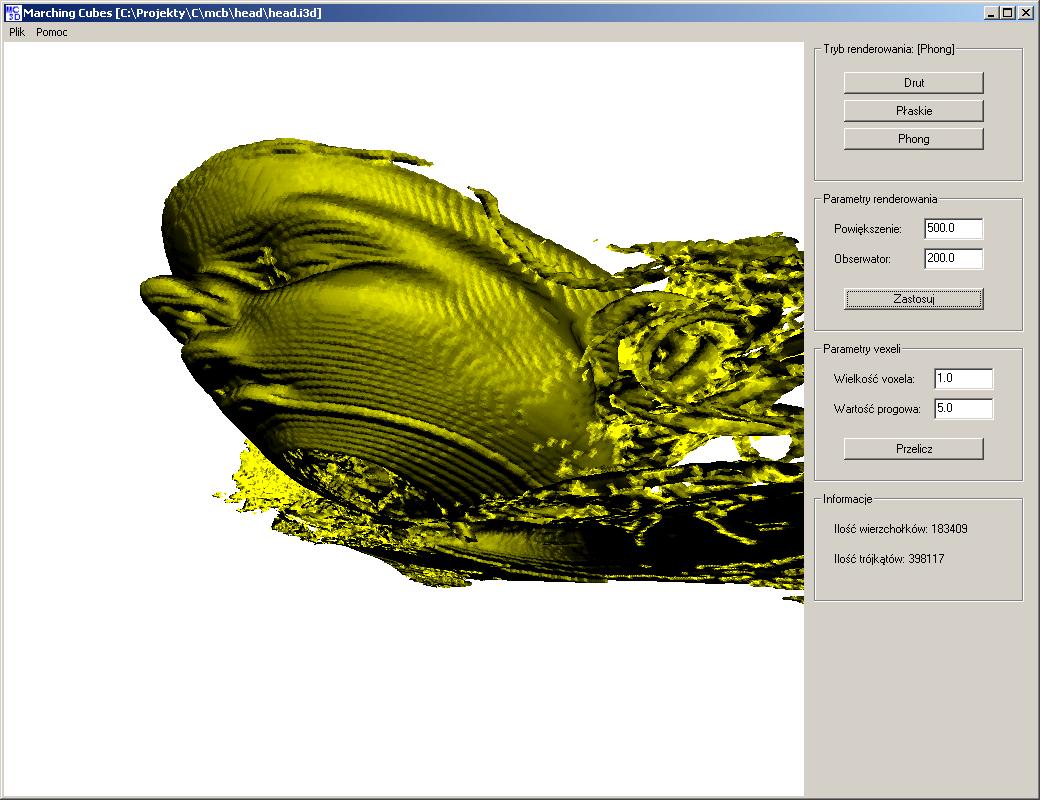 Marching Cubes [C:\Projekty\C\mcb\head\head.i3d]
Plik Pomoc
Tryb renderowania: [Phong]
Drut
Płaskie
Phong
Parametry renderowania
Powiększenie: 500.0
Obserwator: 200.0
Zastosuj
Parametry vexeli
Wielkość voxela: 1.0
Wartość progowa: 5.0
Przelicz
Informacje
Ilość wierzchołków: 183409
Ilość trójkątów: 398117